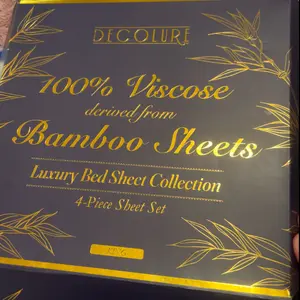 DECOLURE
100% Viscose
derived from
Bamboo Sheets
Luxury Bed Sheet Collection
4-Piece Sheet Set